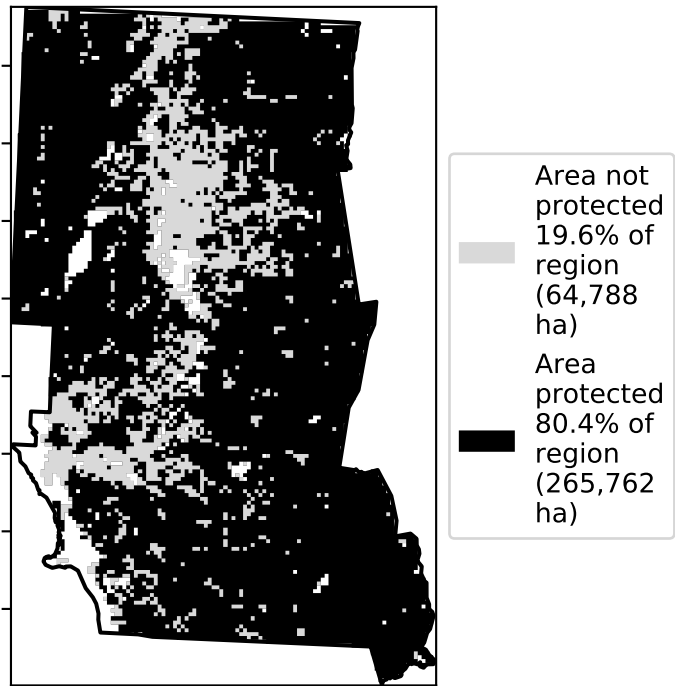 Area not
protected
19.6% of
region
(64,788
ha)
Area
protected
80.4% of
region
(265,762
ha)